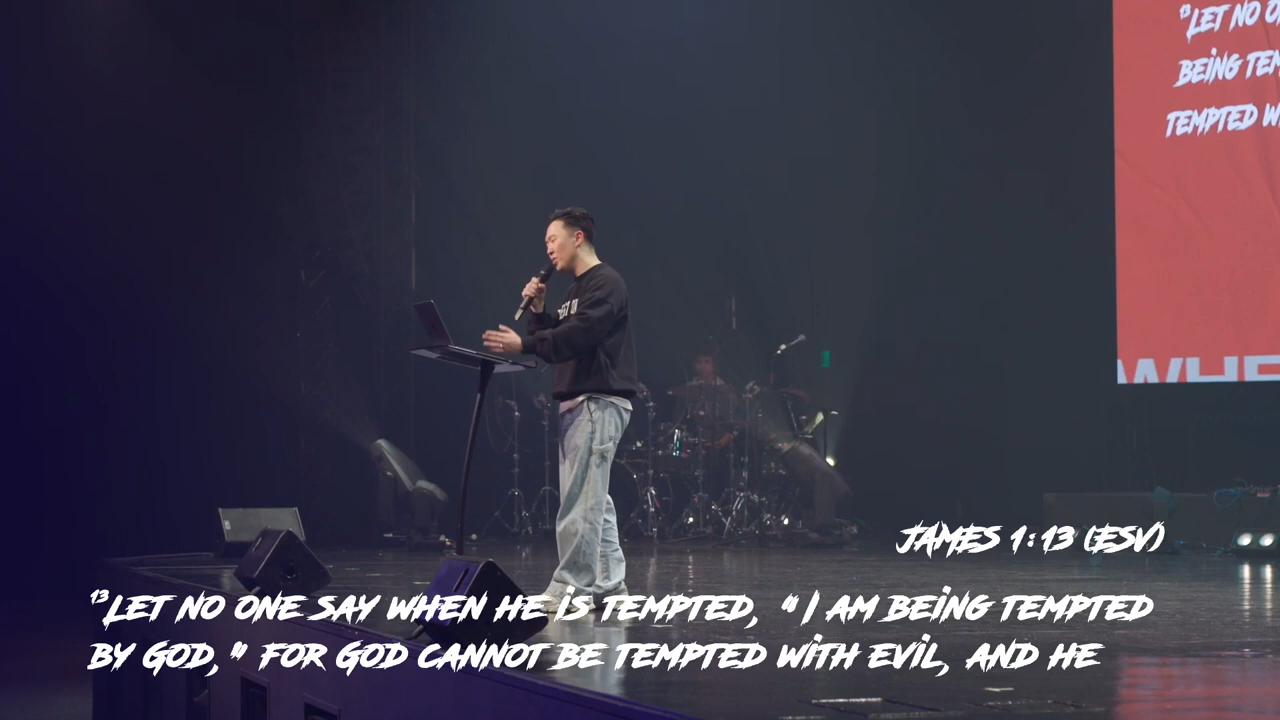 ¹³LET NO O
BEING TEM
TEMPTED W
WHE
JAMES 1:13 (ESV)
¹³LET NO ONE SAY WHEN HE IS TEMPTED, "I AM BEING TEMPTED
BY GOD," FOR GOD CANNOT BE TEMPTED WITH EVIL, AND HE